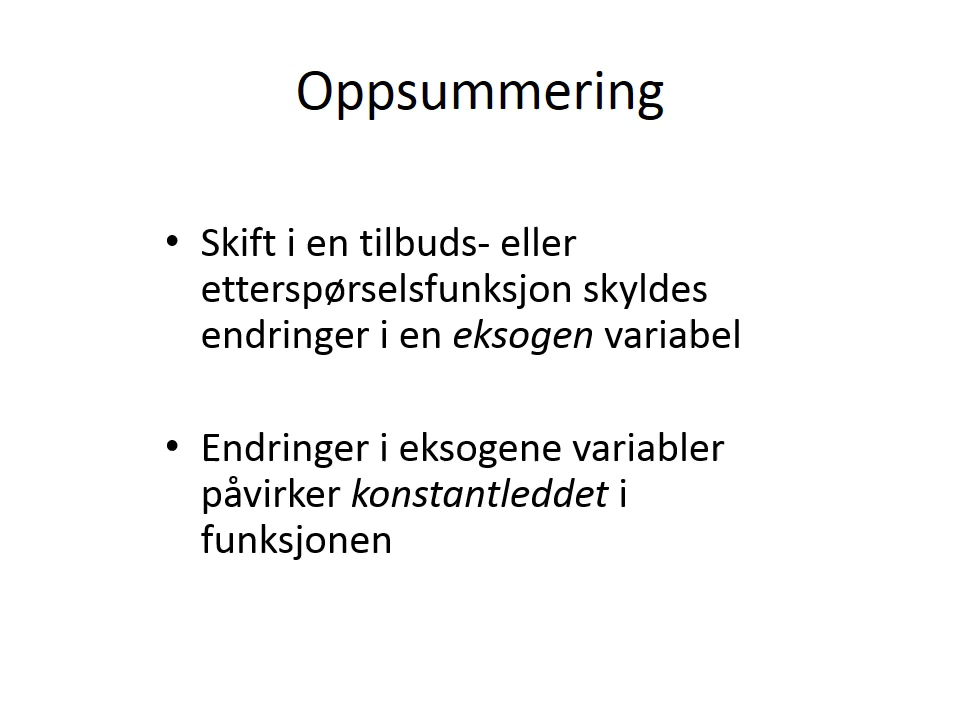 Oppsummering
• Skift i en tilbuds- eller
etterspørselsfunksjon skyldes
endringer i en eksogen variabel
• Endringer i eksogene variabler
påvirker konstantleddet i
funksjonen